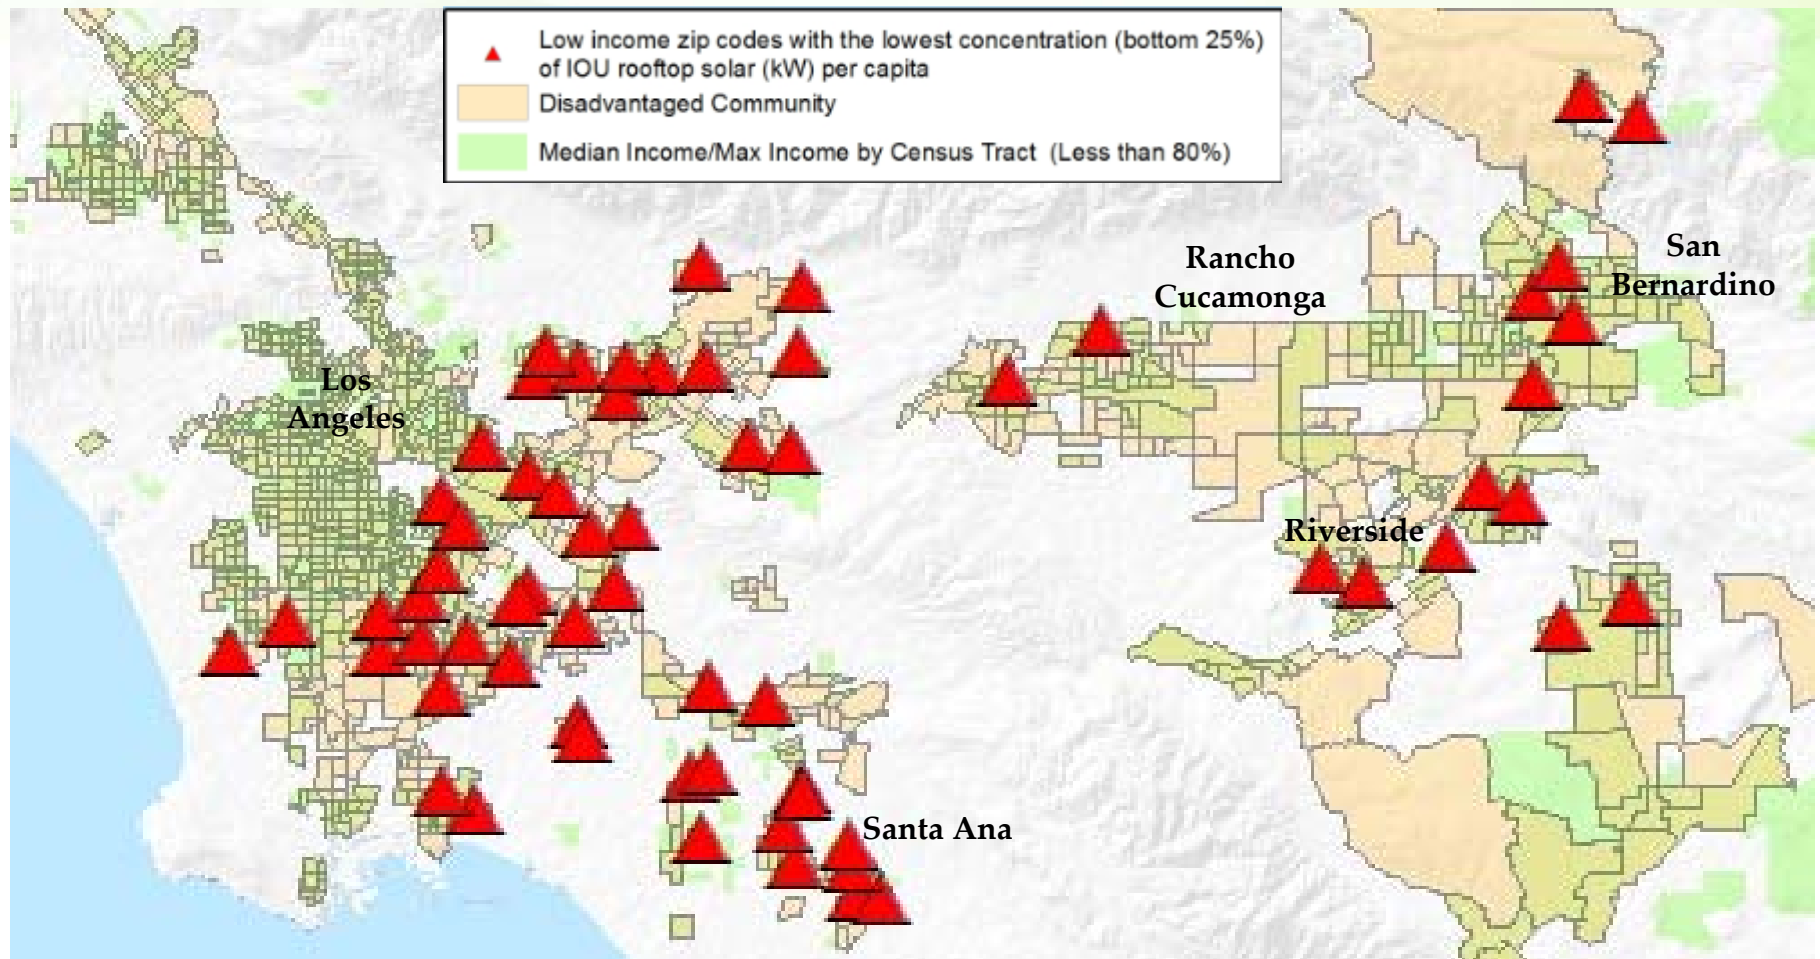 Low income zip codes with the lowest concentration (bottom 25%)
of IOU rooftop solar (kW) per capita
Disadvantaged Community
Median Income/Max Income by Census Tract (Less than 80%)
Rancho
Cucamonga
San
Bernardino
Los
Angeles
Riverside
Santa Ana